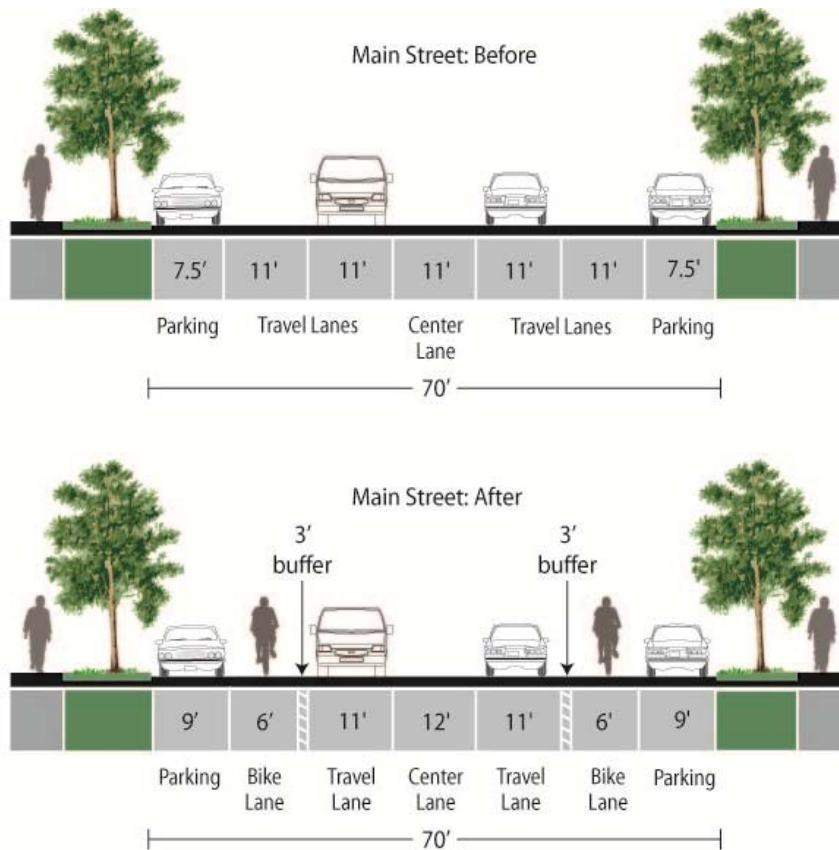 Main Street: Before
7.5’ 11' 11' 11' 11' 11' 7.5’
Parking Travel Lanes Center Lane Travel Lanes Parking
70’
Main Street: After
3’ buffer 3’ buffer
9’ 6’ 11' 12' 11' 6' 9'
Parking Bike Lane Travel Lane Center Lane Travel Lane Bike Lane Parking
70’